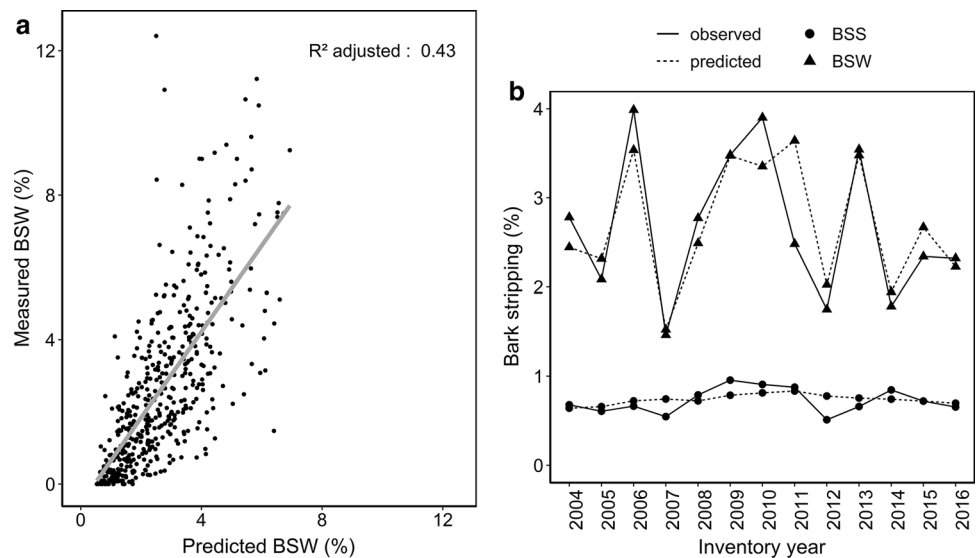 a
R² adjusted : 0.43
Measured BSW (%)
12
8
4
0
0 4 8 12
Predicted BSW (%)
observed BSS
predicted BSW
b
Bark stripping (%)
4
3
2
1
0
2004 2005 2006 2007 2008 2009 2010 2011 2012 2013 2014 2015 2016
Inventory year